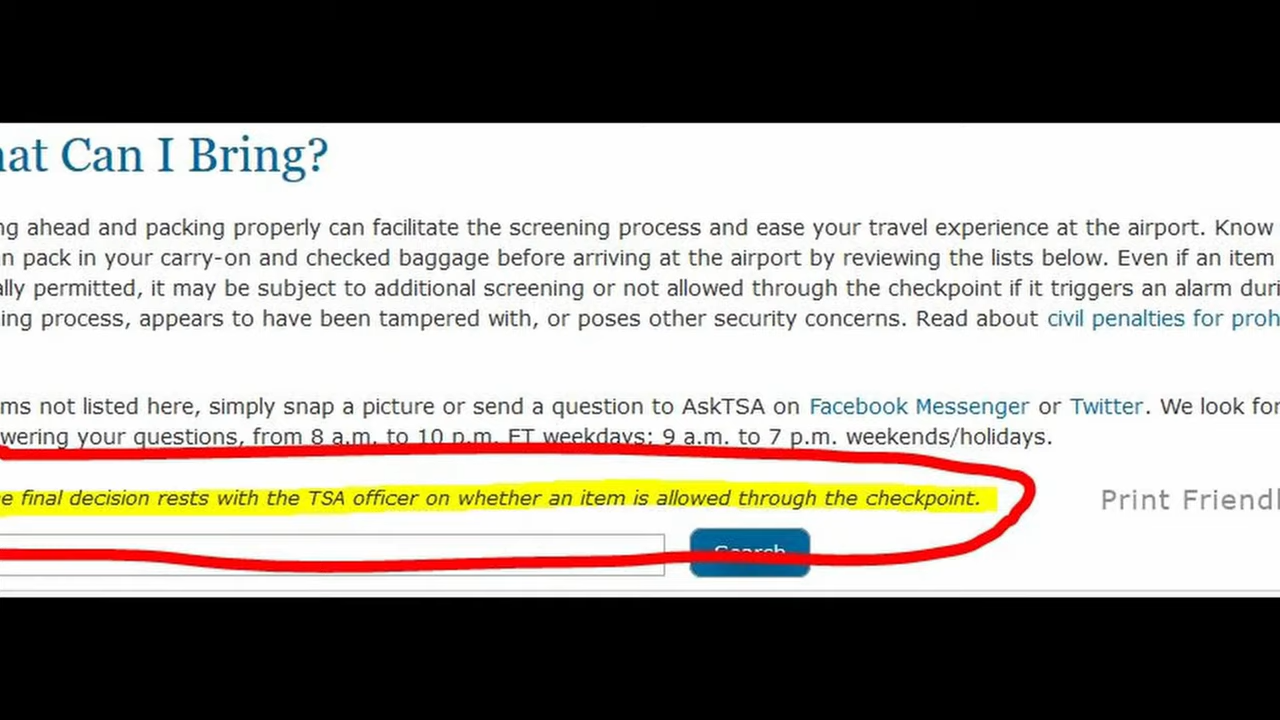 at Can I Bring?
ng ahead and packing properly can facilitate the screening process and ease your travel experience at the airport. Know
n pack in your carry-on and checked baggage before arriving at the airport by reviewing the lists below. Even if an item
ally permitted, it may be subject to additional screening or not allowed through the checkpoint if it triggers an alarm duri
ing process, appears to have been tampered with, or poses other security concerns. Read about civil penalties for proh
ms not listed here, simply snap a picture or send a question to AskTSA on Facebook Messenger or Twitter. We look for
wering your questions, from 8 a.m. to 10 p.m. ET weekdays; 9 a.m. to 7 p.m. weekends/holidays.
e final decision rests with the TSA officer on whether an item is allowed through the checkpoint.
Print Friendl
Search